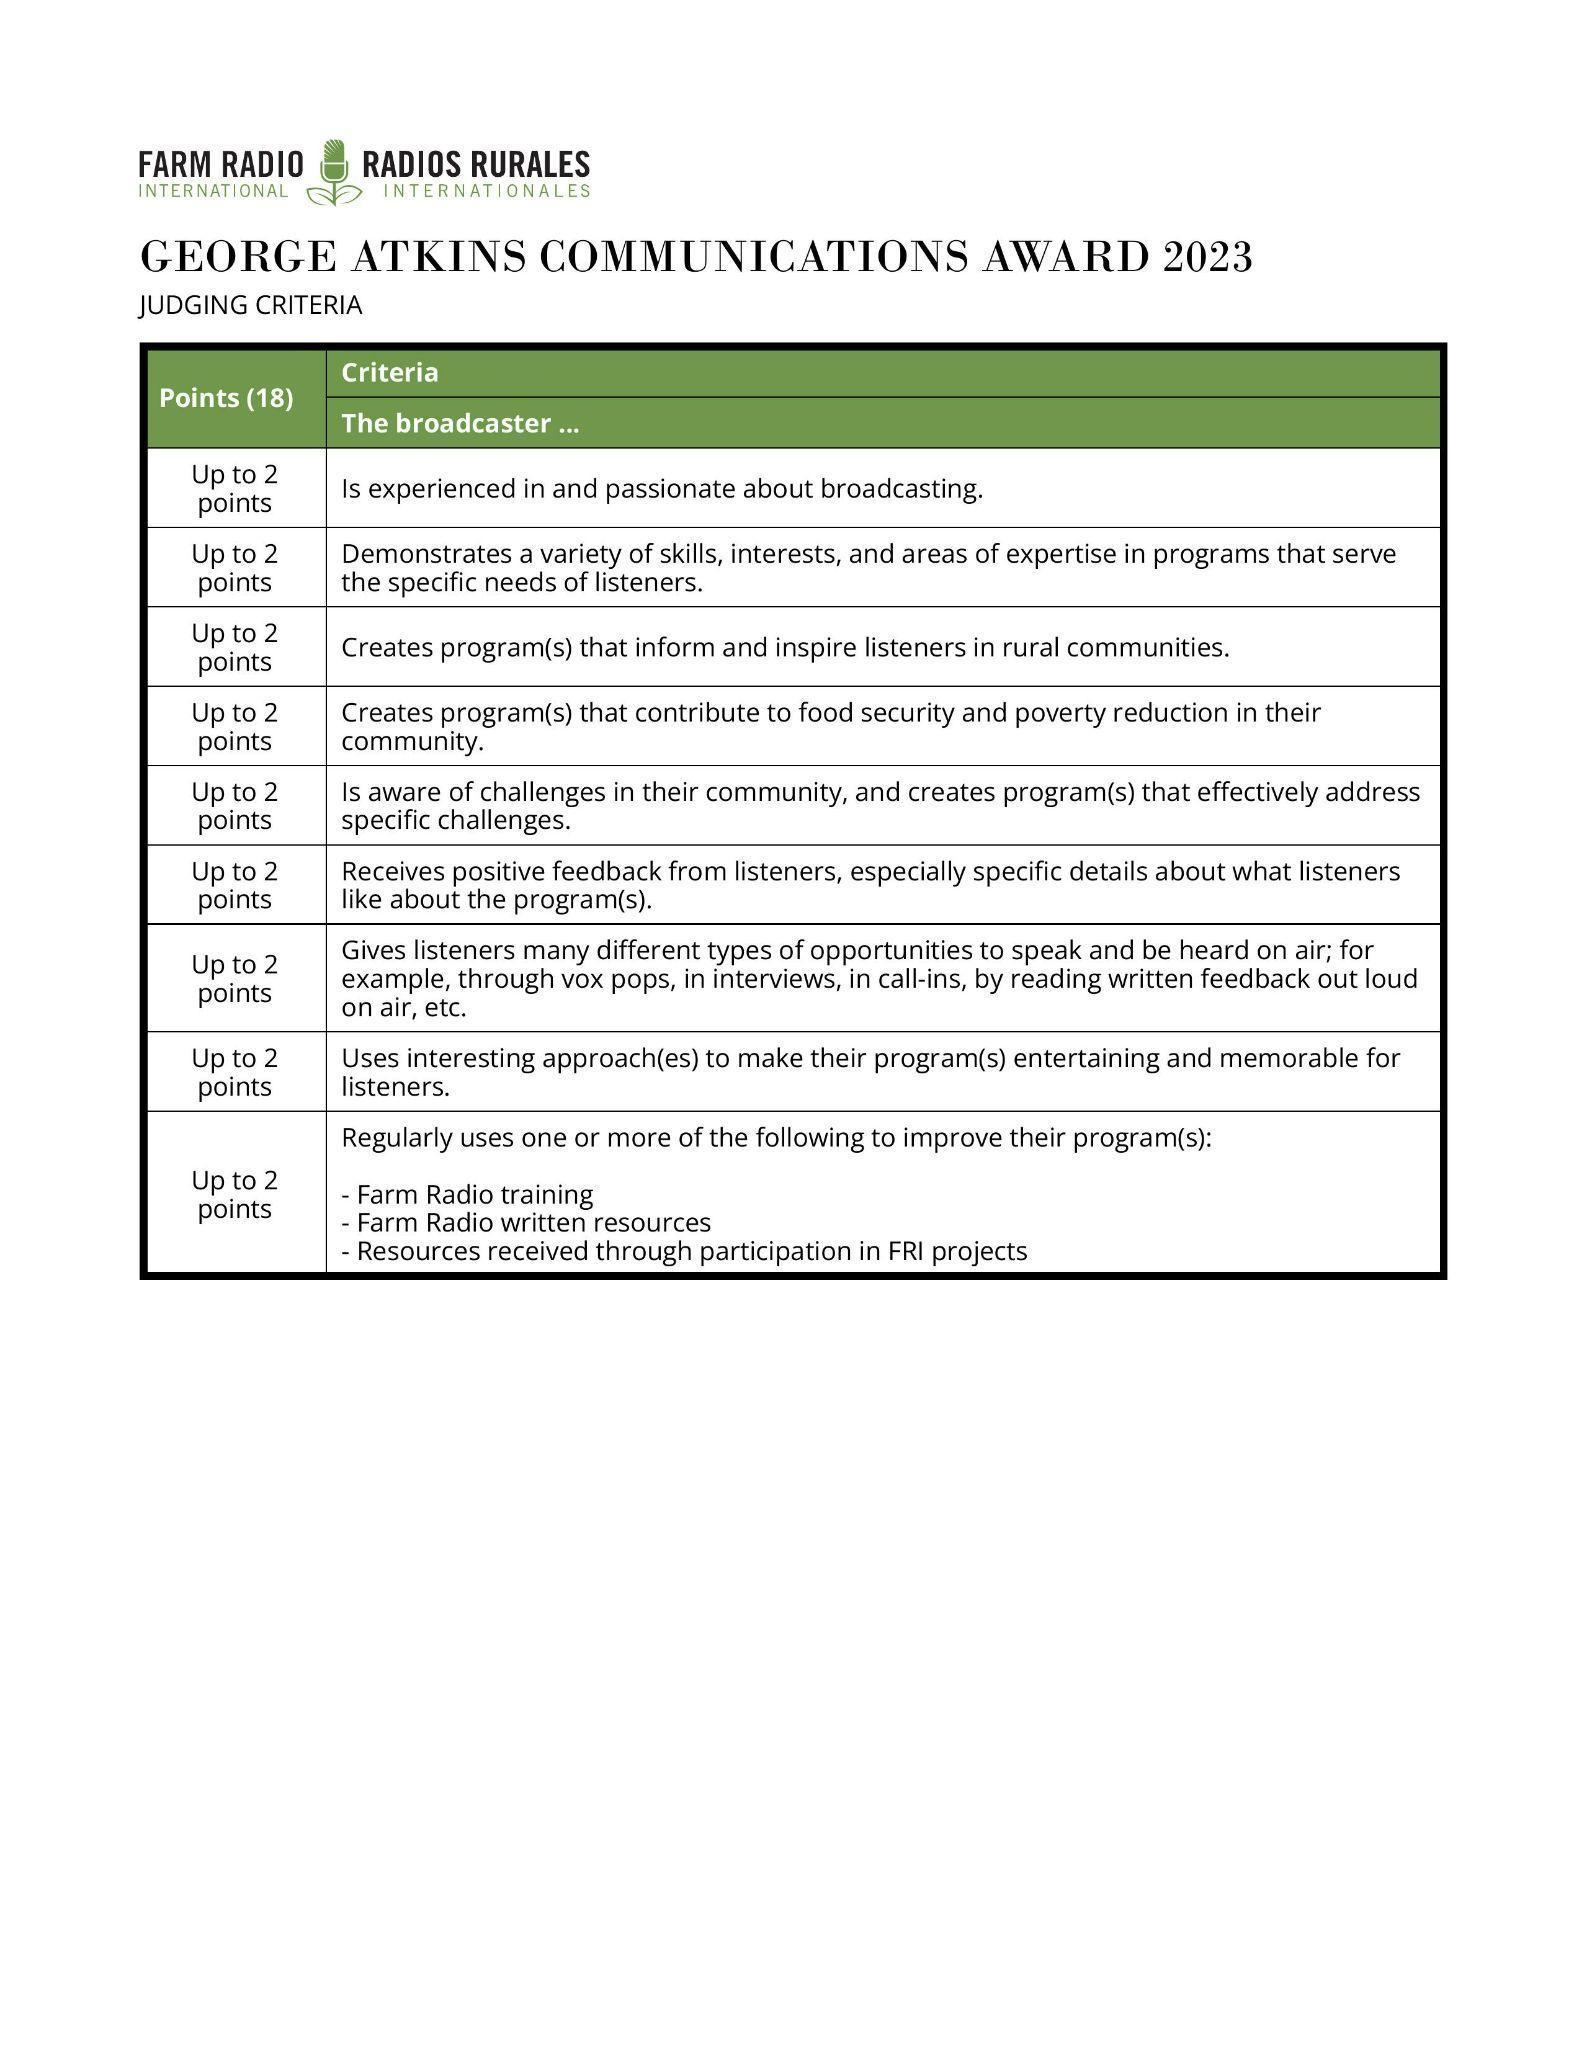 FARM RADIO RADIOS RURALES
INTERNATIONAL INTERNATIONALES
GEORGE ATKINS COMMUNICATIONS AWARD 2023
JUDGING CRITERIA
Points (18)
Criteria
The broadcaster ...
Up to 2
points
Is experienced in and passionate about broadcasting.
Up to 2
points
Demonstrates a variety of skills, interests, and areas of expertise in programs that serve
the specific needs of listeners.
Up to 2
points
Creates program(s) that inform and inspire listeners in rural communities.
Up to 2
points
Creates program(s) that contribute to food security and poverty reduction in their
community.
Up to 2
points
Is aware of challenges in their community, and creates program(s) that effectively address
specific challenges.
Up to 2
points
Receives positive feedback from listeners, especially specific details about what listeners
like about the program(s).
Up to 2
points
Gives listeners many different types of opportunities to speak and be heard on air; for
example, through vox pops, in interviews, in call-ins, by reading written feedback out loud
on air, etc.
Up to 2
points
Uses interesting approach(es) to make their program(s) entertaining and memorable for
listeners.
Up to 2
points
Regularly uses one or more of the following to improve their program(s):
- Farm Radio training
- Farm Radio written resources
- Resources received through participation in FRI projects